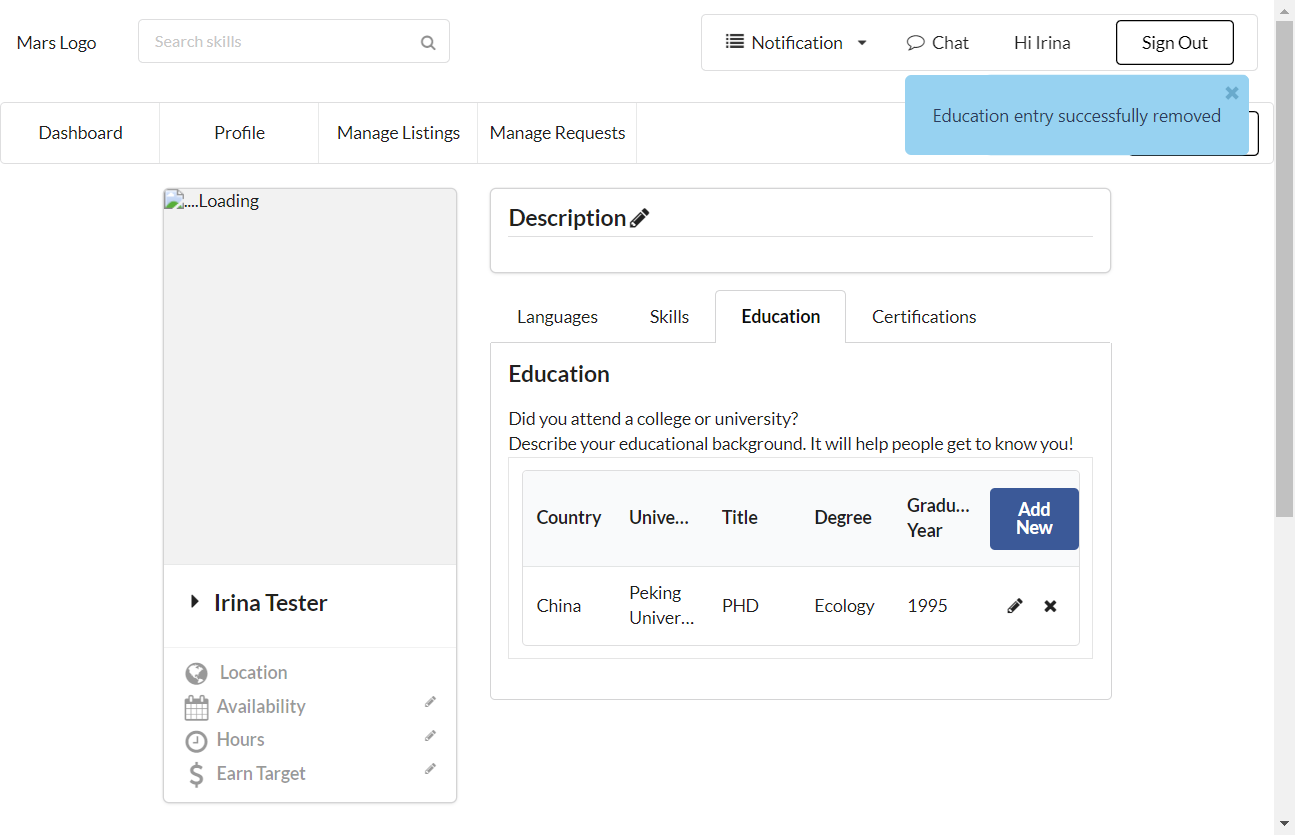 Mars Logo
Search skills
Notification
Chat
Hi Irina
Sign Out
Education entry successfully removed
Dashboard
Profile
Manage Listings
Manage Requests
....Loading
Irina Tester
Location
Availability
Hours
Earn Target
Description
Languages
Skills
Education
Certifications
Education
Did you attend a college or university?
Describe your educational background. It will help people get to know you!
Country
Unive...
Title
Degree
Gradu...
Year
Add
New
China
Peking
Univer...
PHD
Ecology
1995